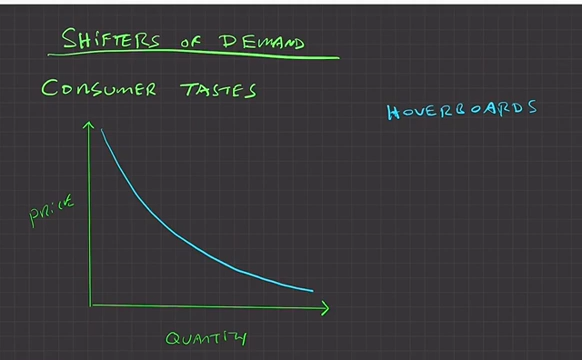 SHIFTERS OF DEMAND
CONSUMER TASTES
HOVERBOARDS
PRICE
QUANTITY